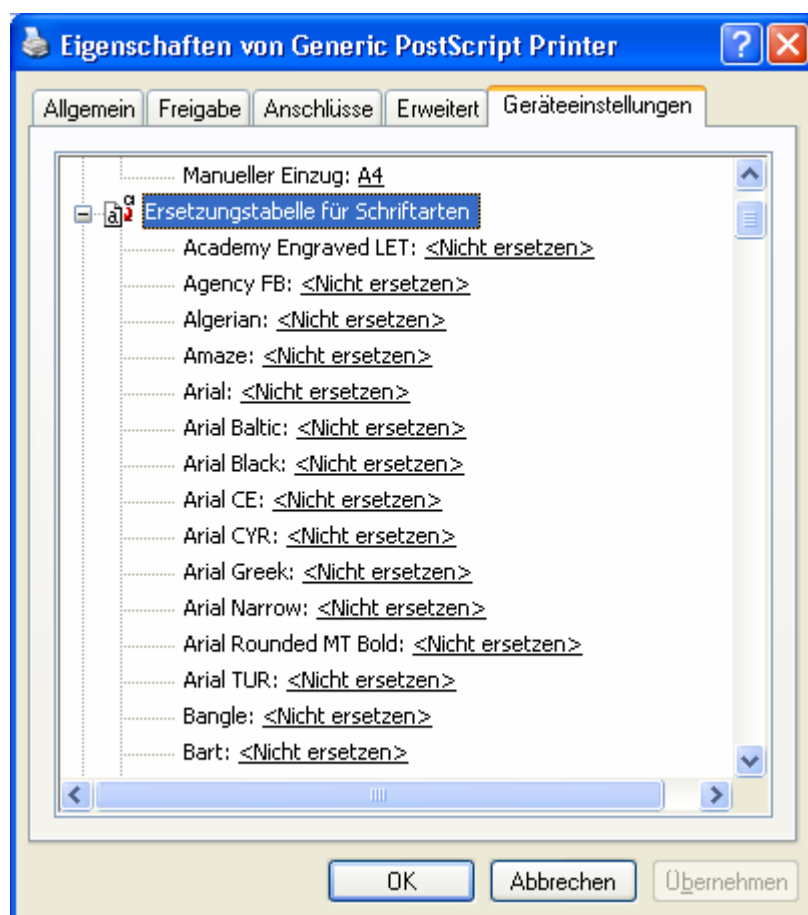 Eigenschaften von Generic PostScript Printer
Allgemein Freigabe Anschlüsse Erweitert Geräteeinstellungen
Manueller Einzug: A4
Ersetzungstabelle für Schriftarten
Academy Engraved LET: <Nicht ersetzen>
Agency FB: <Nicht ersetzen>
Algerian: <Nicht ersetzen>
Amaze: <Nicht ersetzen>
Arial: <Nicht ersetzen>
Arial Baltic: <Nicht ersetzen>
Arial Black: <Nicht ersetzen>
Arial CE: <Nicht ersetzen>
Arial CYR: <Nicht ersetzen>
Arial Greek: <Nicht ersetzen>
Arial Narrow: <Nicht ersetzen>
Arial Rounded MT Bold: <Nicht ersetzen>
Arial TUR: <Nicht ersetzen>
Bangle: <Nicht ersetzen>
Bart: <Nicht ersetzen>
OK Abbrechen Übernehmen